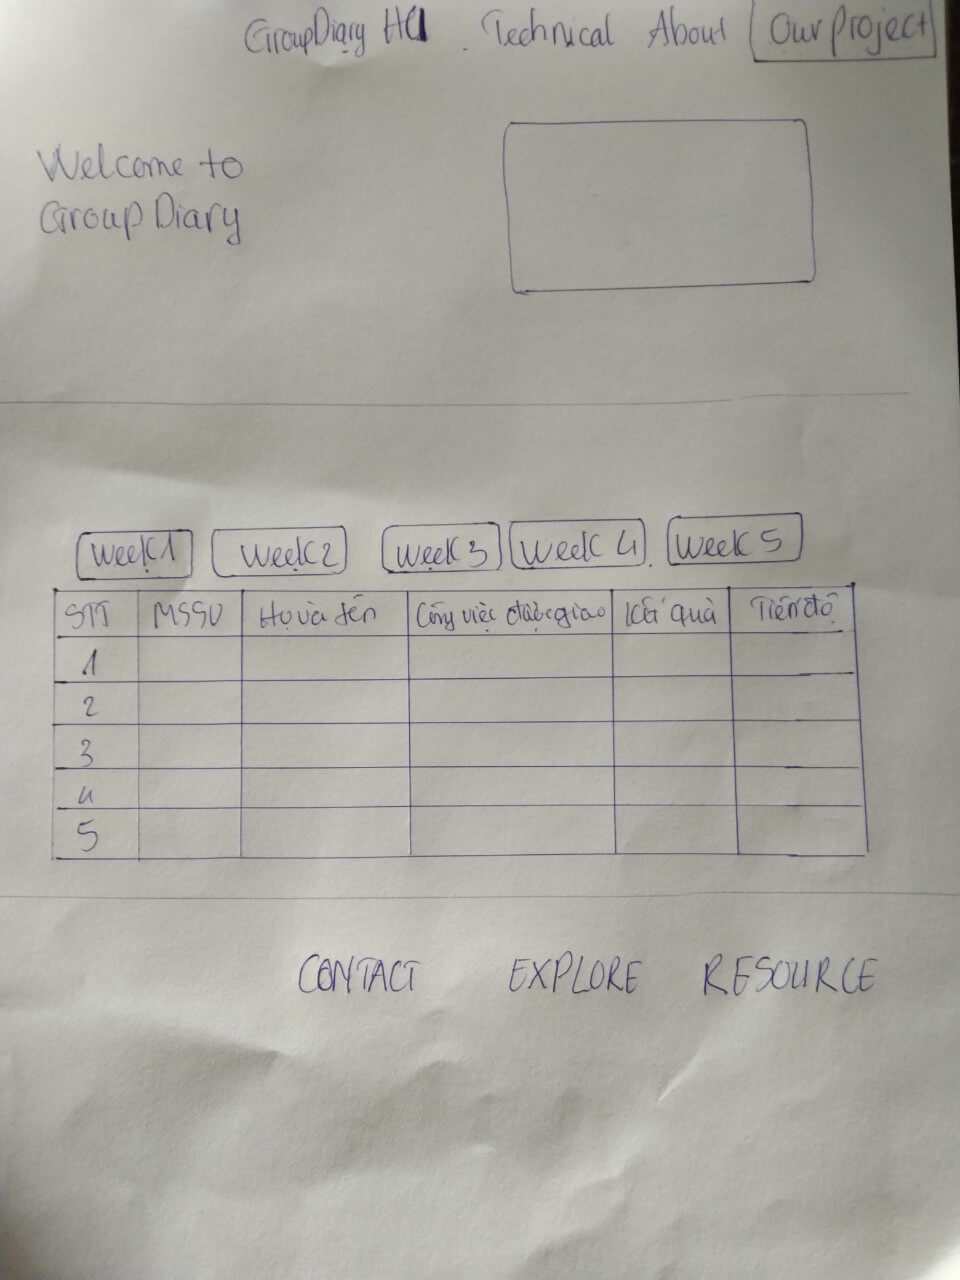 GroupDiary HCI Technical About Our project
Welcome to
Group Diary
Week 1 Week 2 Week 3 Week 4 Week 5
STT MSSV Họ và tên Công việc được giao Kết quả Tiến độ
1
2
3
4
5
CONTACT EXPLORE RESOURCE